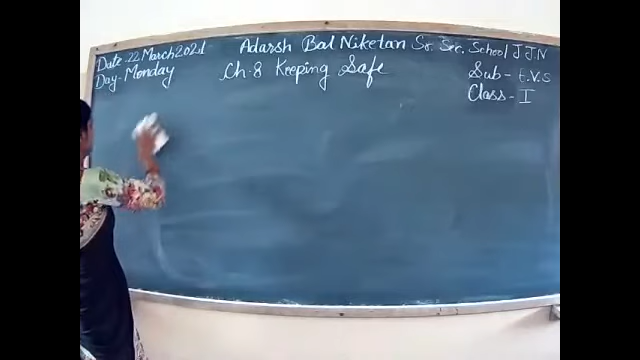 Date - 22 March 2021 Adarsh Bal Niketan Sr. Sec. School JJN
Day - Monday Ch-8 Keeping Safe Sub - E.V.S
Class - I